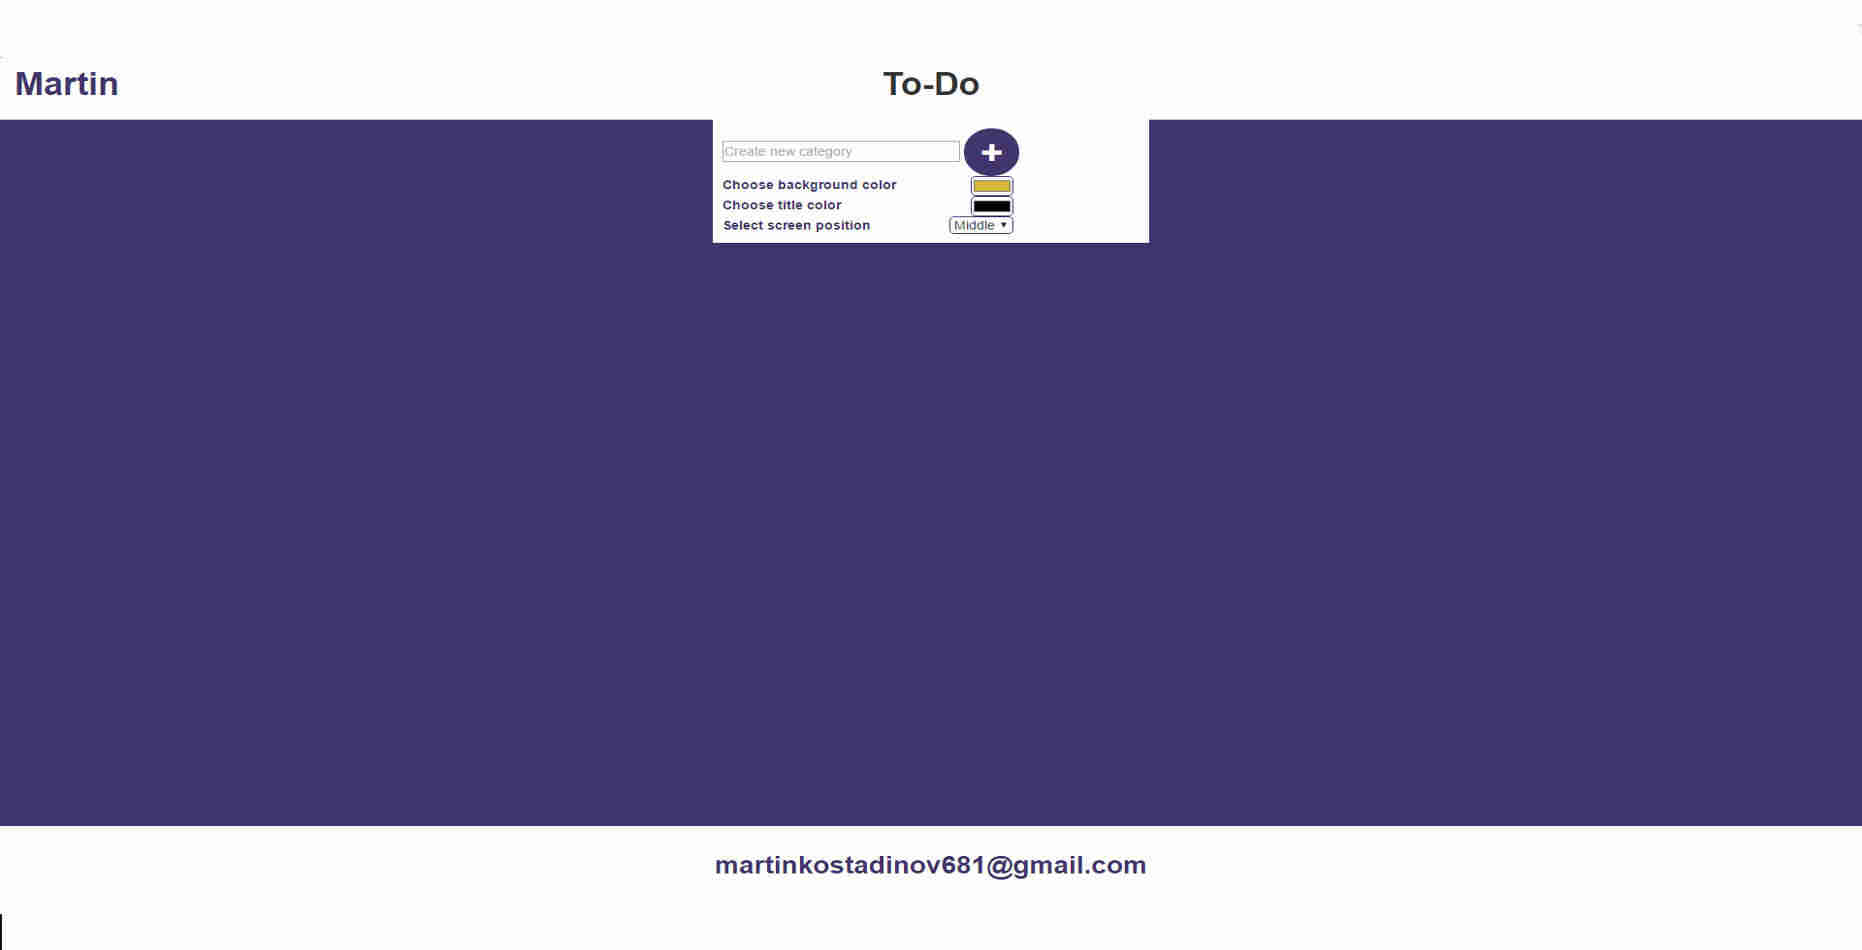 Martin
To-Do
Create new category
+
Choose background color
Choose title color
Select screen position
Middle
martinkostadinov681@gmail.com